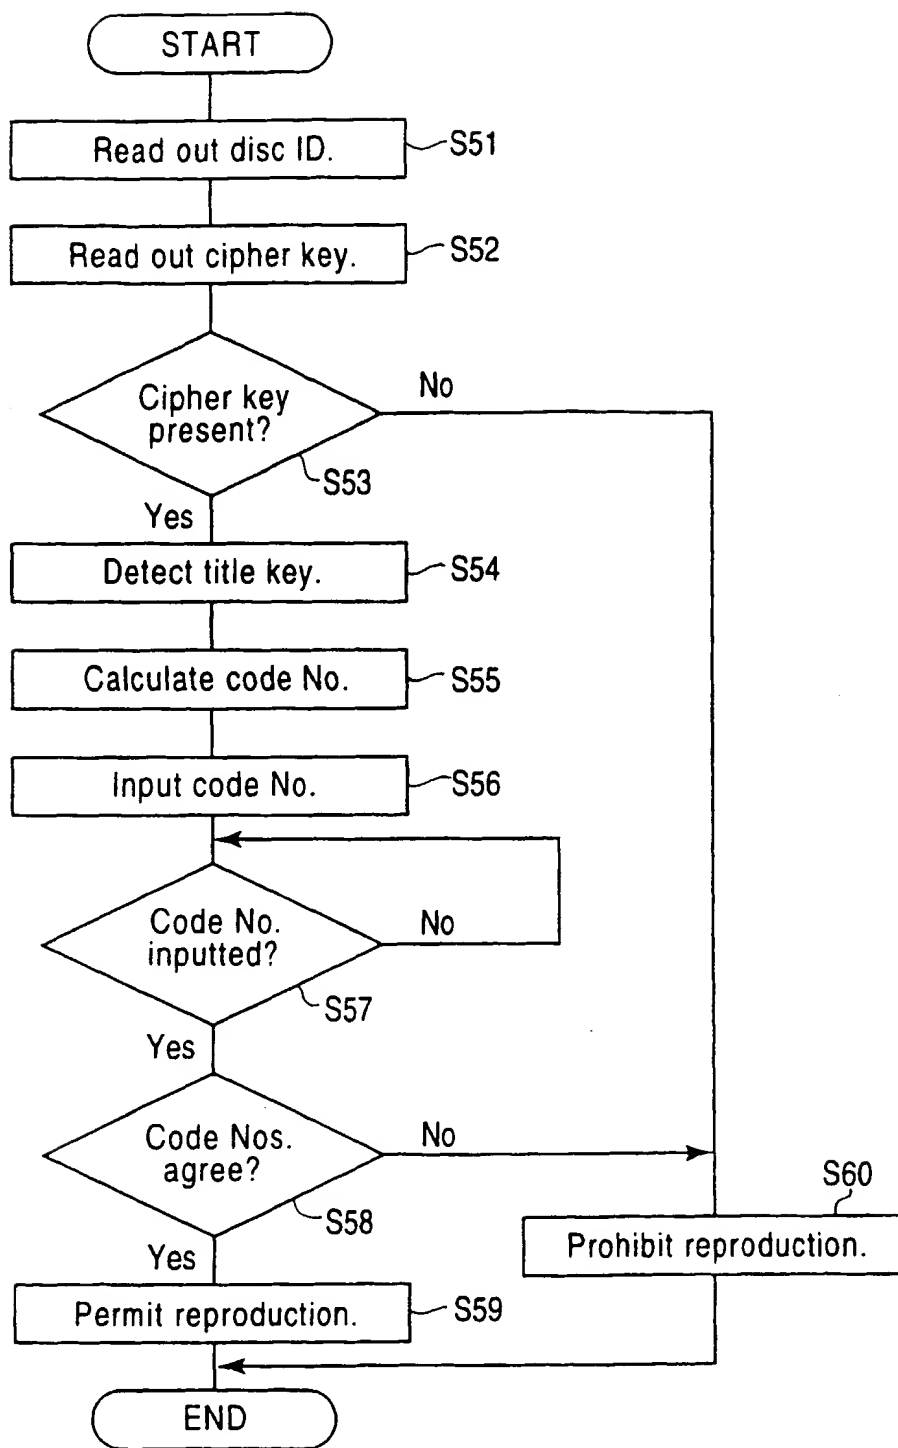 START
Read out disc ID.
S51
Read out cipher key.
S52
Cipher key
present?
No
S53
Yes
Detect title key.
S54
Calculate code No.
S55
Input code No.
S56
Code No.
inputted?
No
S57
Yes
Code Nos.
agree?
No
S58
S60
Prohibit reproduction.
Yes
Permit reproduction.
S59
END